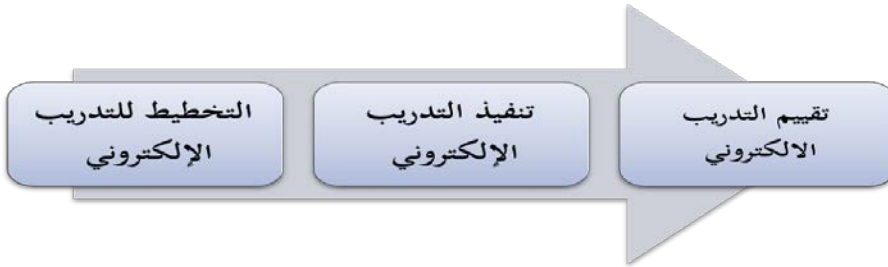 التخطيط للتدريب
الإلكتروني
تنفيذ التدريب
الإلكتروني
تقييم التدريب
الالكتروني